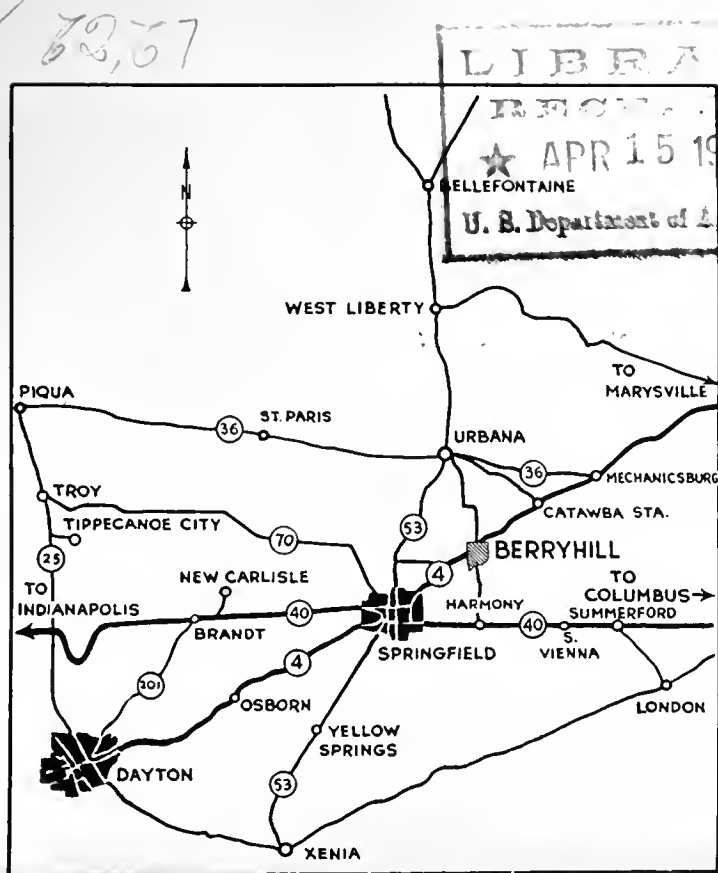 62,57
LIBRA
APR 15 19
U. S. Department of A
N
BELLEFONTAINE
WEST LIBERTY
TO
MARYSVILLE
PIQUA
ST. PARIS
36
URBANA
36
MECHANICSBURG
TROY
CATAWBA STA.
TIPPECANOE CITY
53
70
BERRYHILL
25
4
TO
INDIANAPOLIS
NEW CARLISLE
TO
COLUMBUS
40
HARMONY
SUMMERFORD
BRANDT
40
S.
VIENNA
SPRINGFIELD
4
201
OSBORN
LONDON
YELLOW
SPRINGS
DAYTON
53
XENIA